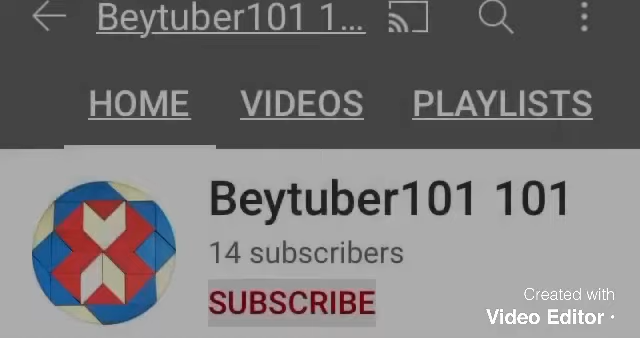 Beytuber101 1...
HOME VIDEOS PLAYLISTS
Beytuber101 101
14 subscribers
SUBSCRIBE
Created with
Video Editor ·